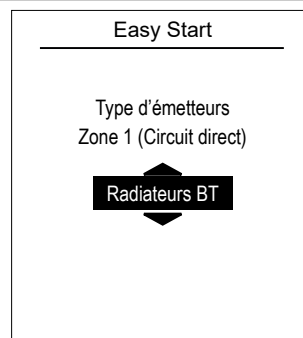 Easy Start
Type d'émetteurs
Zone 1 (Circuit direct)
Radiateurs BT